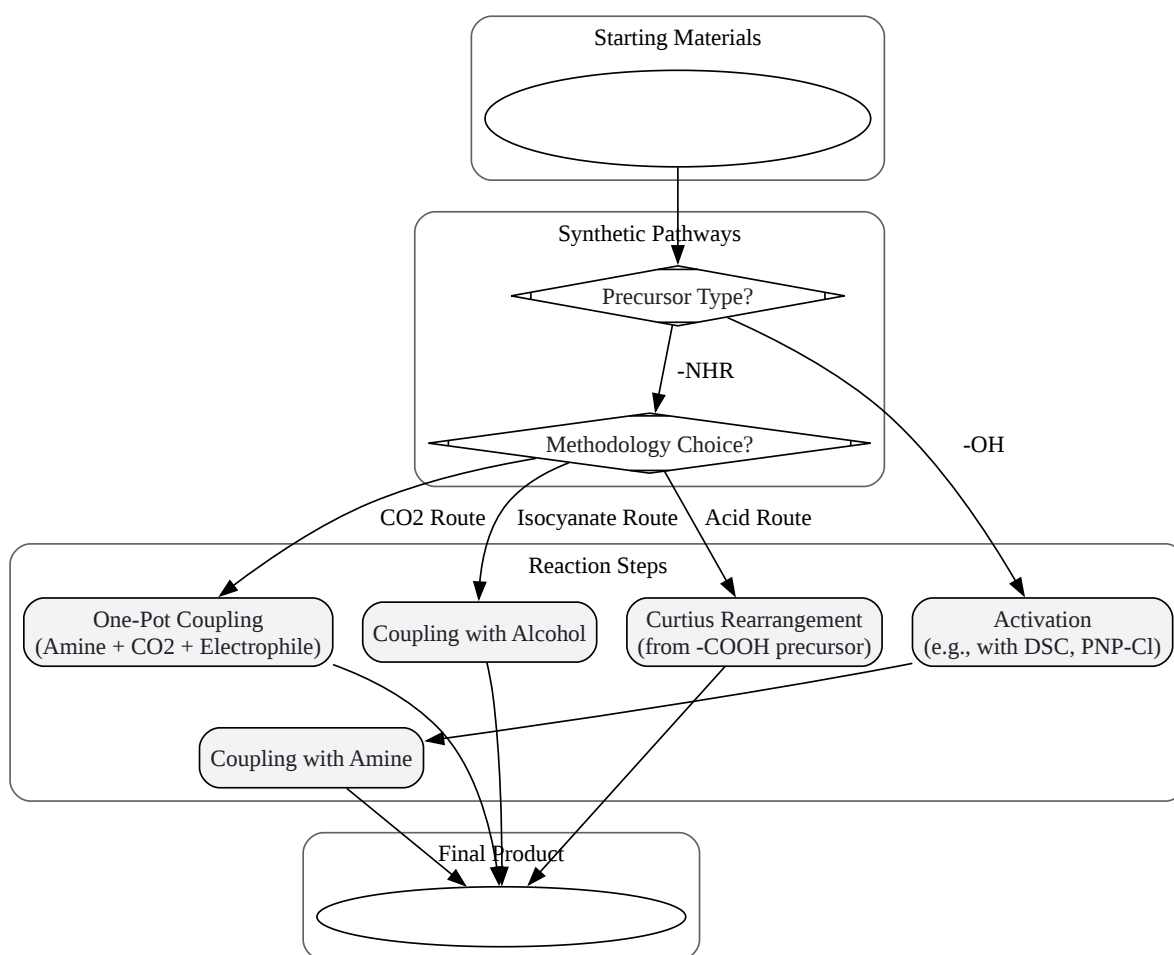 Starting Materials
Synthetic Pathways
Precursor Type?
-NHR
Methodology Choice?
-OH
CO2 Route
Isocyanate Route
Acid Route
Reaction Steps
One-Pot Coupling
(Amine + CO2 + Electrophile)
Coupling with Alcohol
Curtius Rearrangement
(from -COOH precursor)
Activation
(e.g., with DSC, PNP-Cl)
Coupling with Amine
Final Product